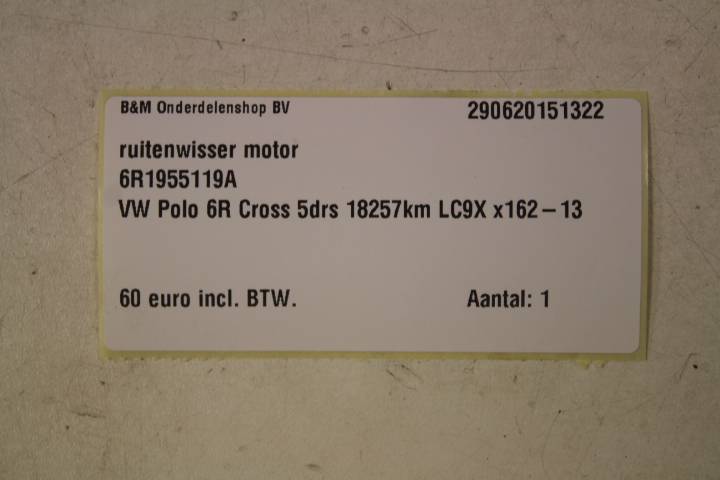 B&M Onderdelenshop BV 290620151322
ruitenwisser motor
6R1955119A
VW Polo 6R Cross 5drs 18257km LC9X x162-13
60 euro incl. BTW. Aantal: 1